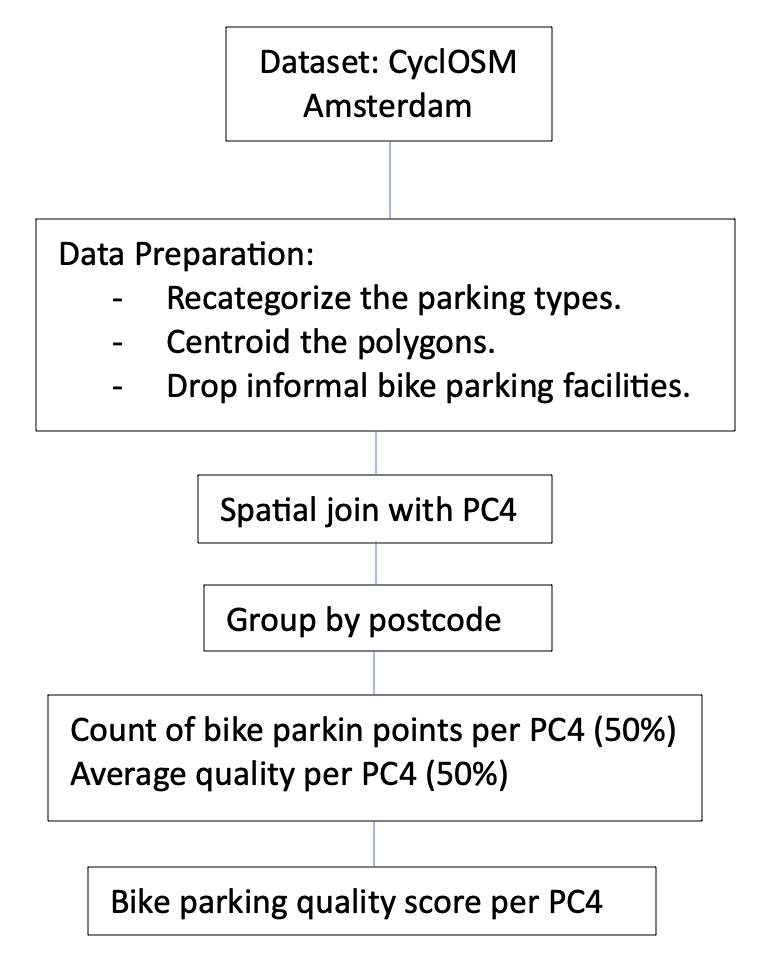 Dataset: CyclOSM
Amsterdam
Data Preparation:
- Recategorize the parking types.
- Centroid the polygons.
- Drop informal bike parking facilities.
Spatial join with PC4
Group by postcode
Count of bike parkin points per PC4 (50%)
Average quality per PC4 (50%)
Bike parking quality score per PC4